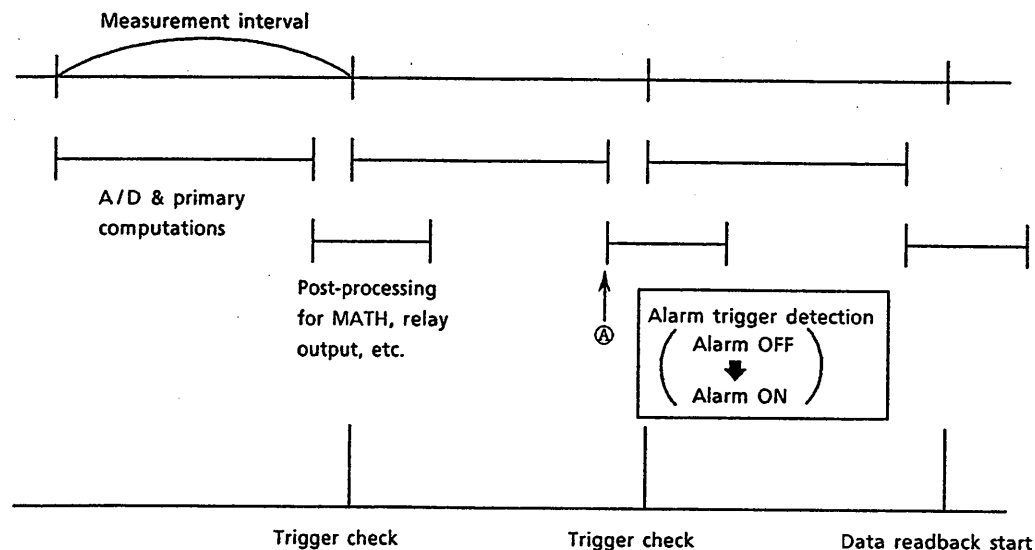 Measurement interval
A/D & primary
computations
Post-processing
for MATH, relay
output, etc.
Ⓐ
Alarm trigger detection
Alarm OFF
Alarm ON
Trigger check
Trigger check
Data readback start